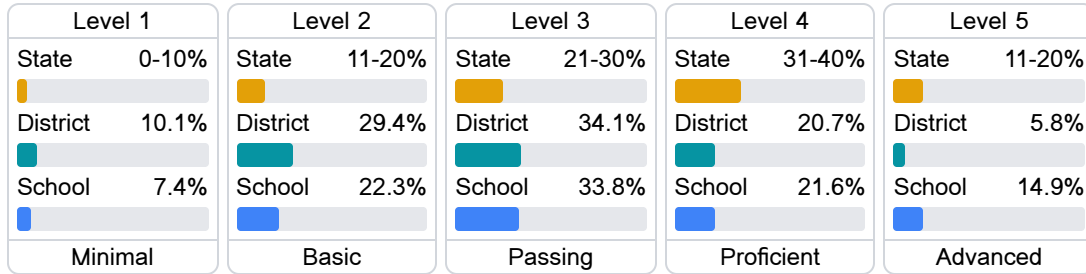 Level 1
State 0-10%
District 10.1%
School 7.4%
Minimal
Level 2
State 11-20%
District 29.4%
School 22.3%
Basic
Level 3
State 21-30%
District 34.1%
School 33.8%
Passing
Level 4
State 31-40%
District 20.7%
School 21.6%
Proficient
Level 5
State 11-20%
District 5.8%
School 14.9%
Advanced